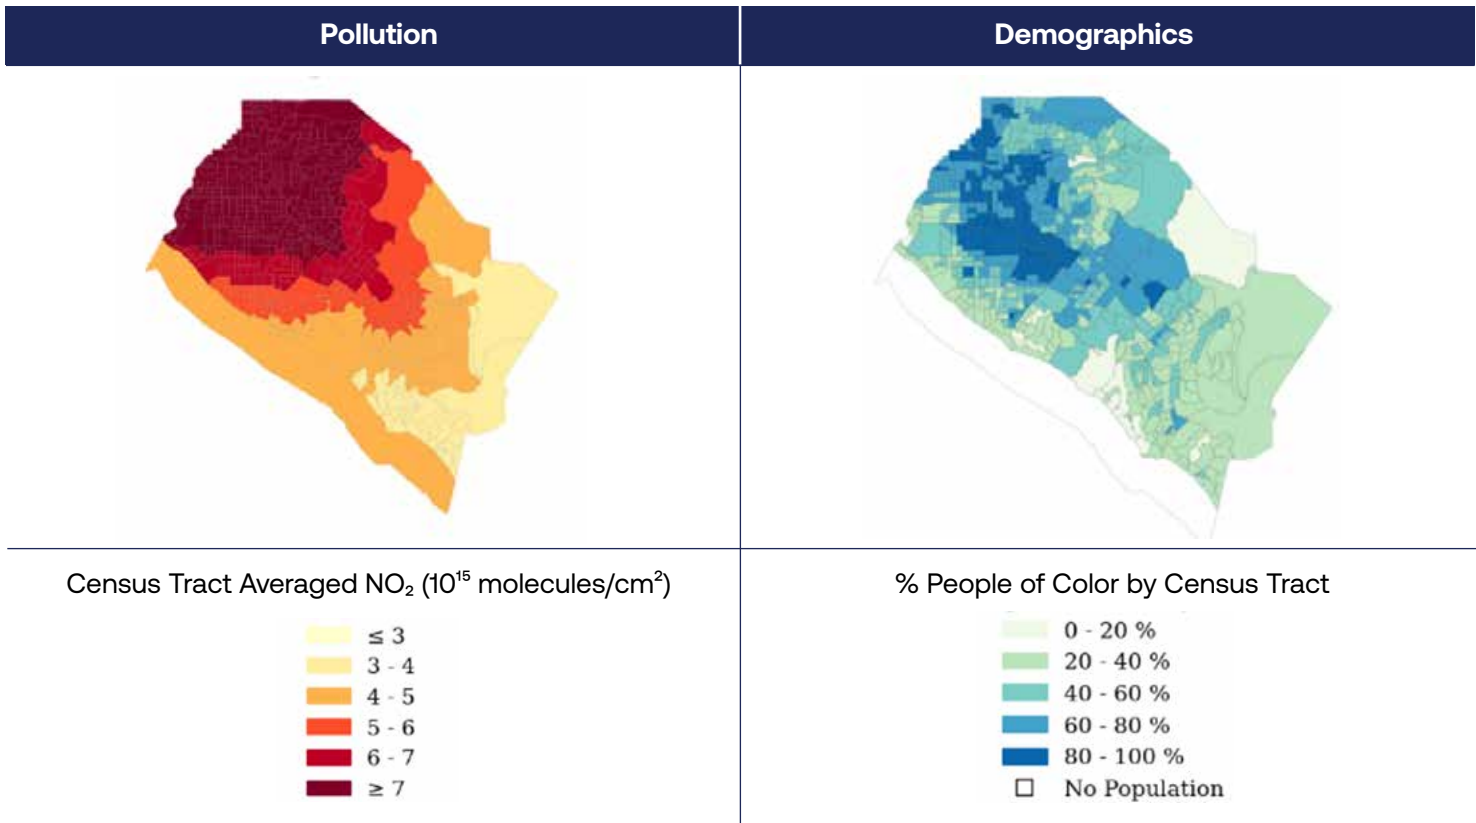 Pollution
Demographics
Census Tract Averaged NO₂ (10¹⁵ molecules/cm²)
≤ 3
3 - 4
4 - 5
5 - 6
6 - 7
≥ 7
% People of Color by Census Tract
0 - 20 %
20 - 40 %
40 - 60 %
60 - 80 %
80 - 100 %
No Population